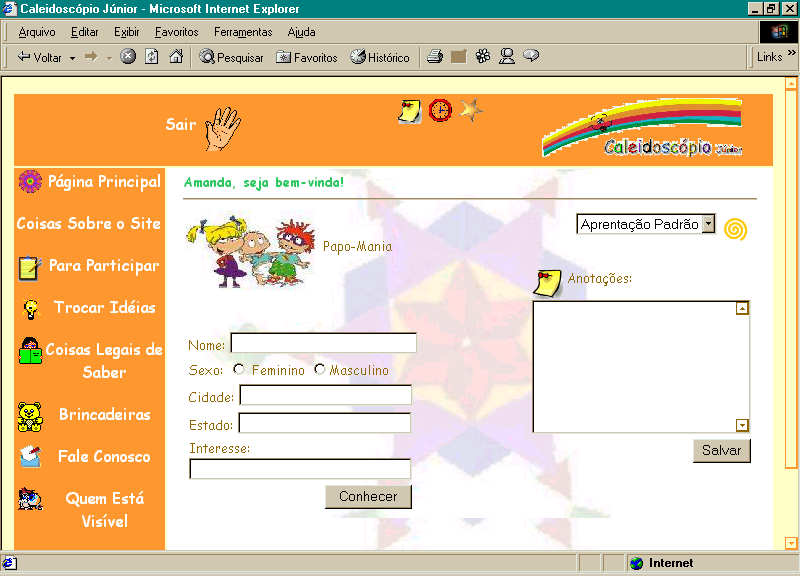 Caleidoscópio Júnior - Microsoft Internet Explorer
Arquivo Editar Exibir Favoritos Ferramentas Ajuda
Voltar Pesquisar Favoritos Histórico Links »
Sair
Caleidoscópio Júnior
Página Principal
Coisas Sobre o Site
Para Participar
Trocar Idéias
Coisas Legais de
Saber
Brincadeiras
Fale Conosco
Quem Está
Visível
Amanda, seja bem-vinda!
Papo-Mania
Aprentação Padrão
Anotações:
Nome:
Sexo: Feminino Masculino
Cidade:
Estado:
Interesse:
Conhecer
Salvar
Internet